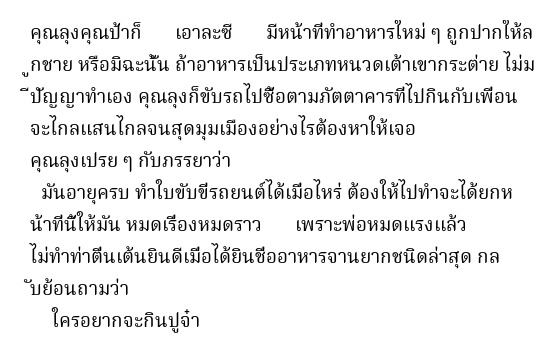 คุณลุงคุณป้าก็ เอาละซี มีหน้าที่ทำอาหารใหม่ ๆ ถูกปากให้ล
ูกชาย หรือมิฉะนั้น ถ้าอาหารเป็นประเภทหนวดเต้าเขากระต่าย ไม่ม
ีปัญญาทำเอง คุณลุงก็ขับรถไปซื้อตามภัตตาคารที่ไปกินกับเพื่อน
จะไกลแสนไกลจนสุดมุมเมืองอย่างไรต้องหาให้เจอ
คุณลุงเปรย ๆ กับภรรยาว่า
มันอายุครบ ทำใบขับขี่รถยนต์ได้เมื่อไหร่ ต้องให้ไปทำจะได้ยกห
น้าที่นี้ให้มัน หมดเรื่องหมดราว เพราะพ่อหมดแรงแล้ว
ไม่ทำท่าตื่นเต้นยินดีเมื่อได้ยินชื่ออาหารจานยากชนิดล่าสุด กล
ับย้อนถามว่า
ใครอยากจะกินปูจ๋า